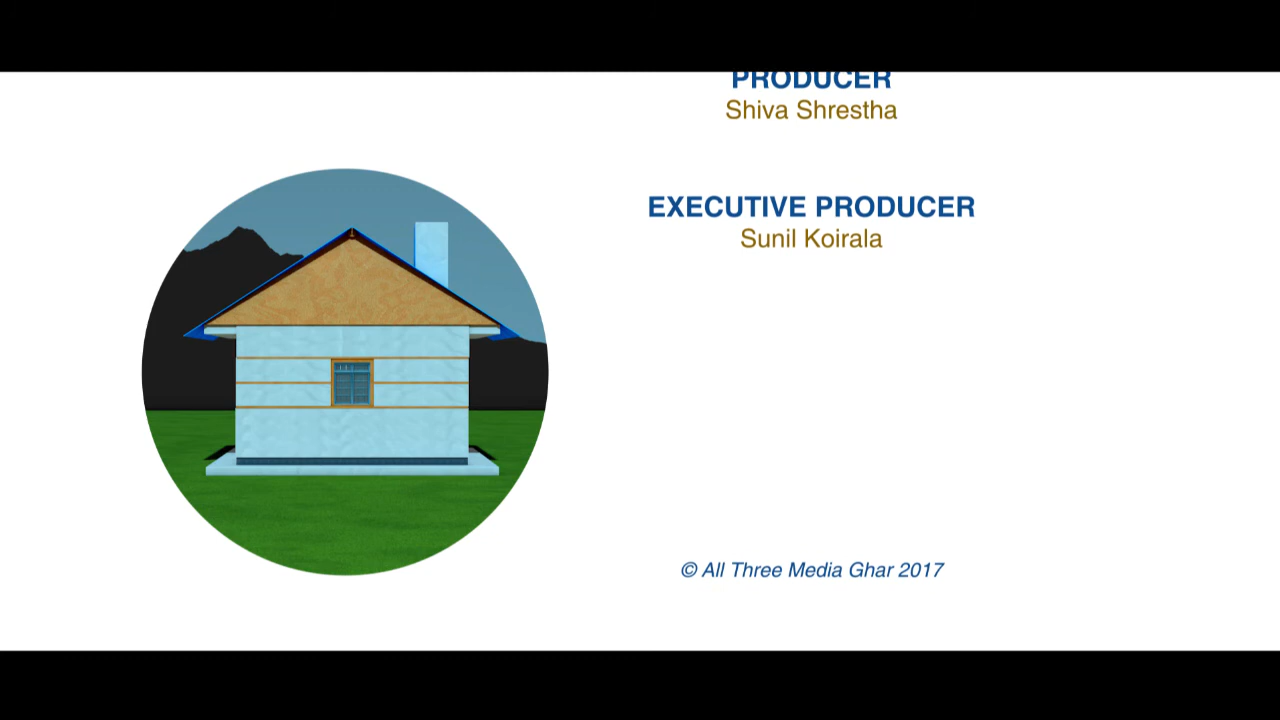 PRODUCER
Shiva Shrestha
EXECUTIVE PRODUCER
Sunil Koirala
© All Three Media Ghar 2017